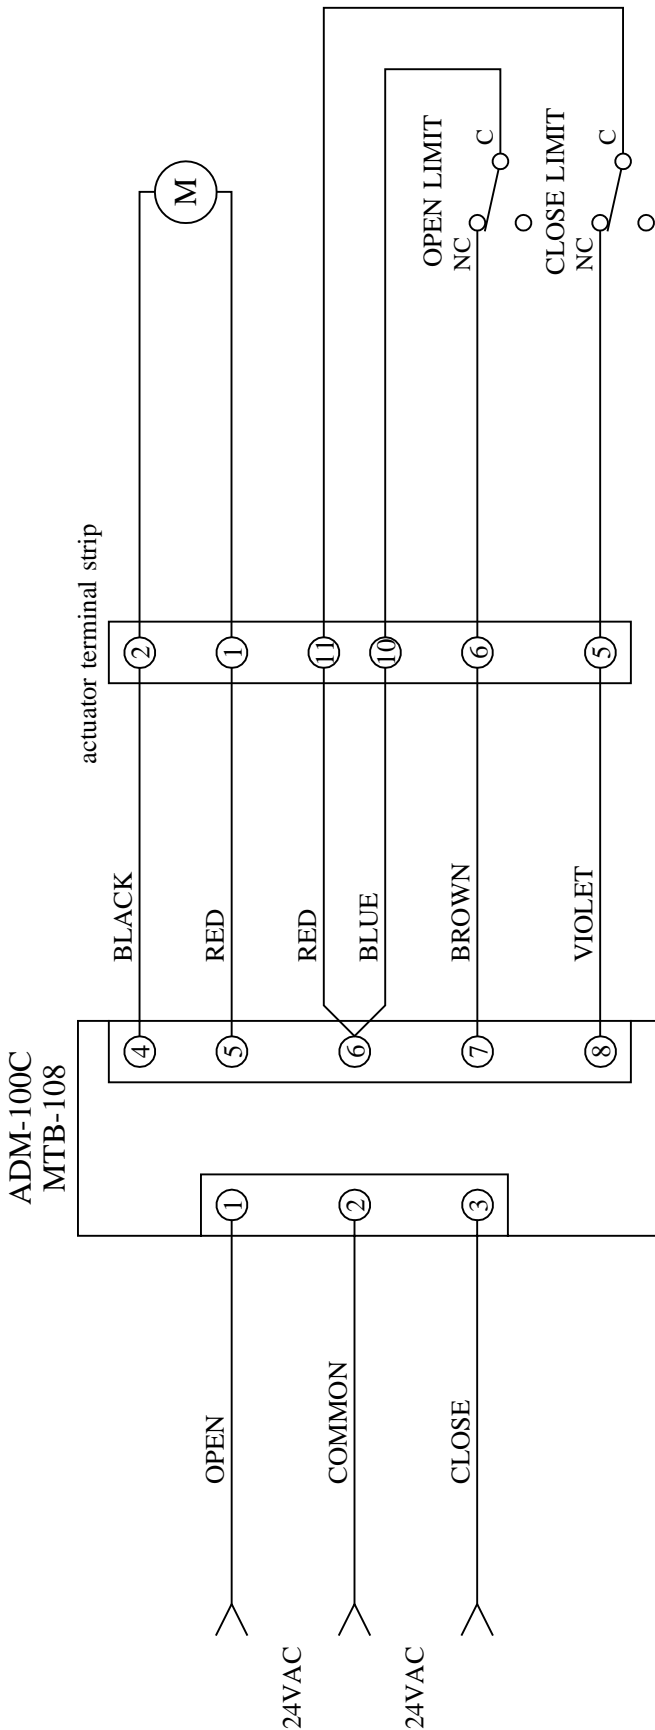 ADM-100C
MTB-108
actuator terminal strip
24VAC
24VAC
OPEN
COMMON
CLOSE
1
2
3
4
5
6
7
8
BLACK
RED
RED
BLUE
BROWN
VIOLET
2
1
11
10
6
5
M
OPEN LIMIT
NC
C
CLOSE LIMIT
NC
C